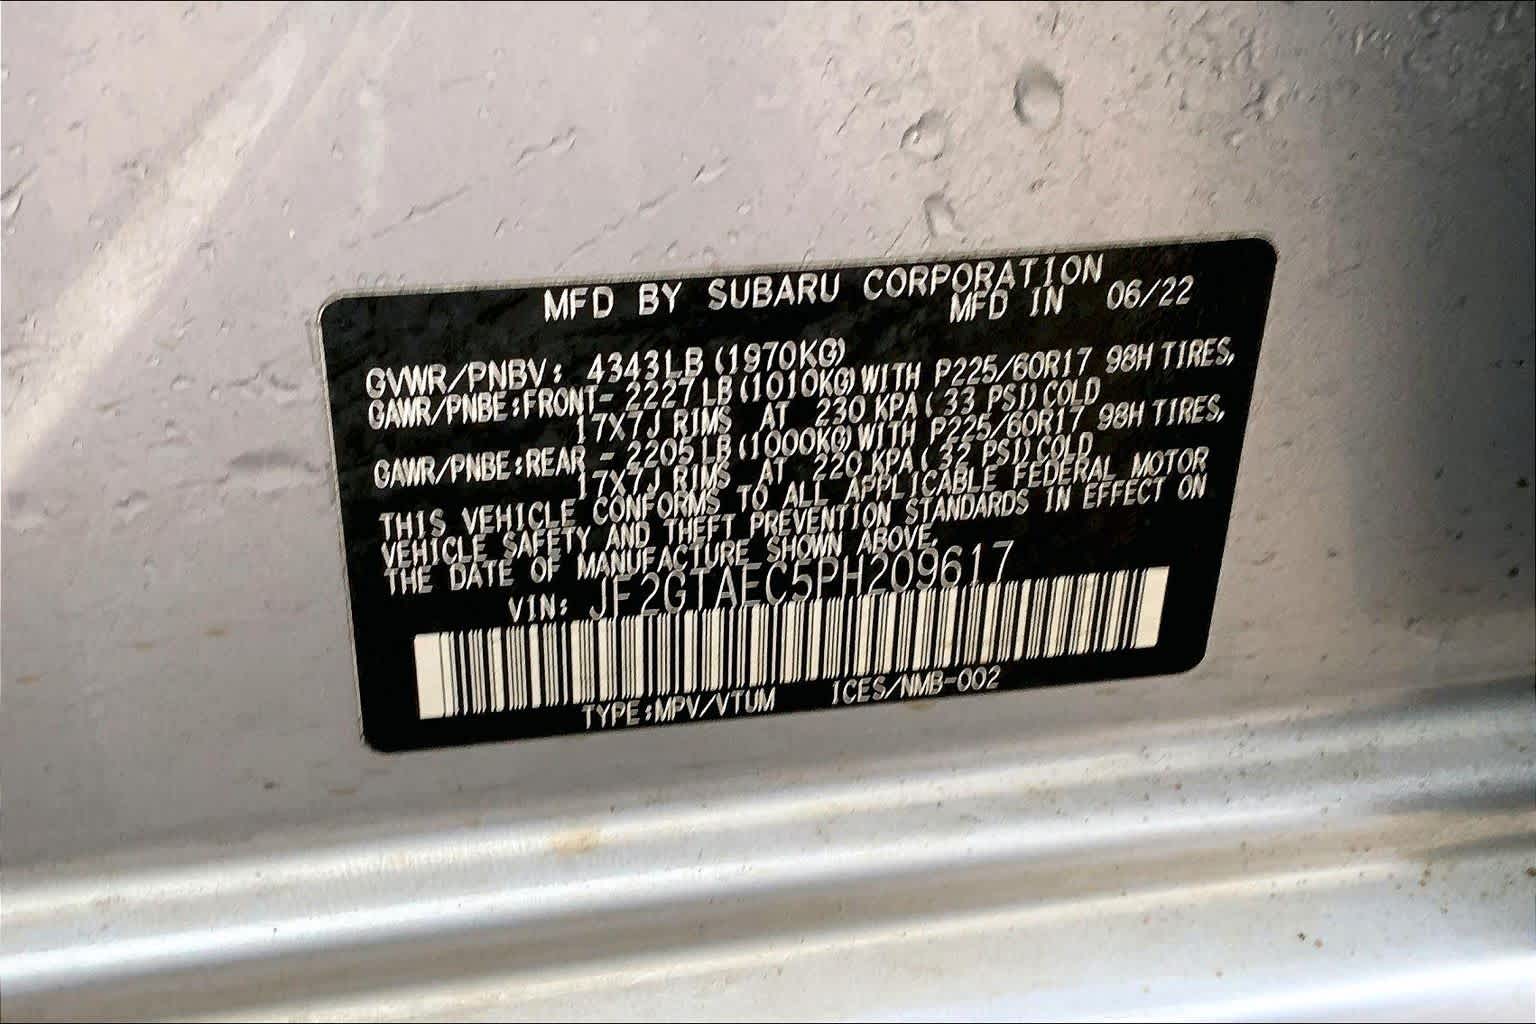 MFD BY SUBARU CORPORATION
MFD IN 06/22
GVWR/PNBV: 4343LB (1970KG)
GAWR/PNBE:FRONT- 2227LB (1010KG) WITH P225/60R17 98H TIRES,
17X7J RIMS AT 230 KPA (33 PSI) COLD
GAWR/PNBE:REAR - 2205LB (1000KG) WITH P225/60R17 98H TIRES,
17X7J RIMS AT 220 KPA (32 PSI) COLD
THIS VEHICLE CONFORMS TO ALL APPLICABLE FEDERAL MOTOR
VEHICLE SAFETY AND THEFT PREVENTION STANDARDS IN EFFECT ON
THE DATE OF MANUFACTURE SHOWN ABOVE.
VIN: JF2GTAEC5PH209617
TYPE:MPV/VTUM ICES/NMB-002